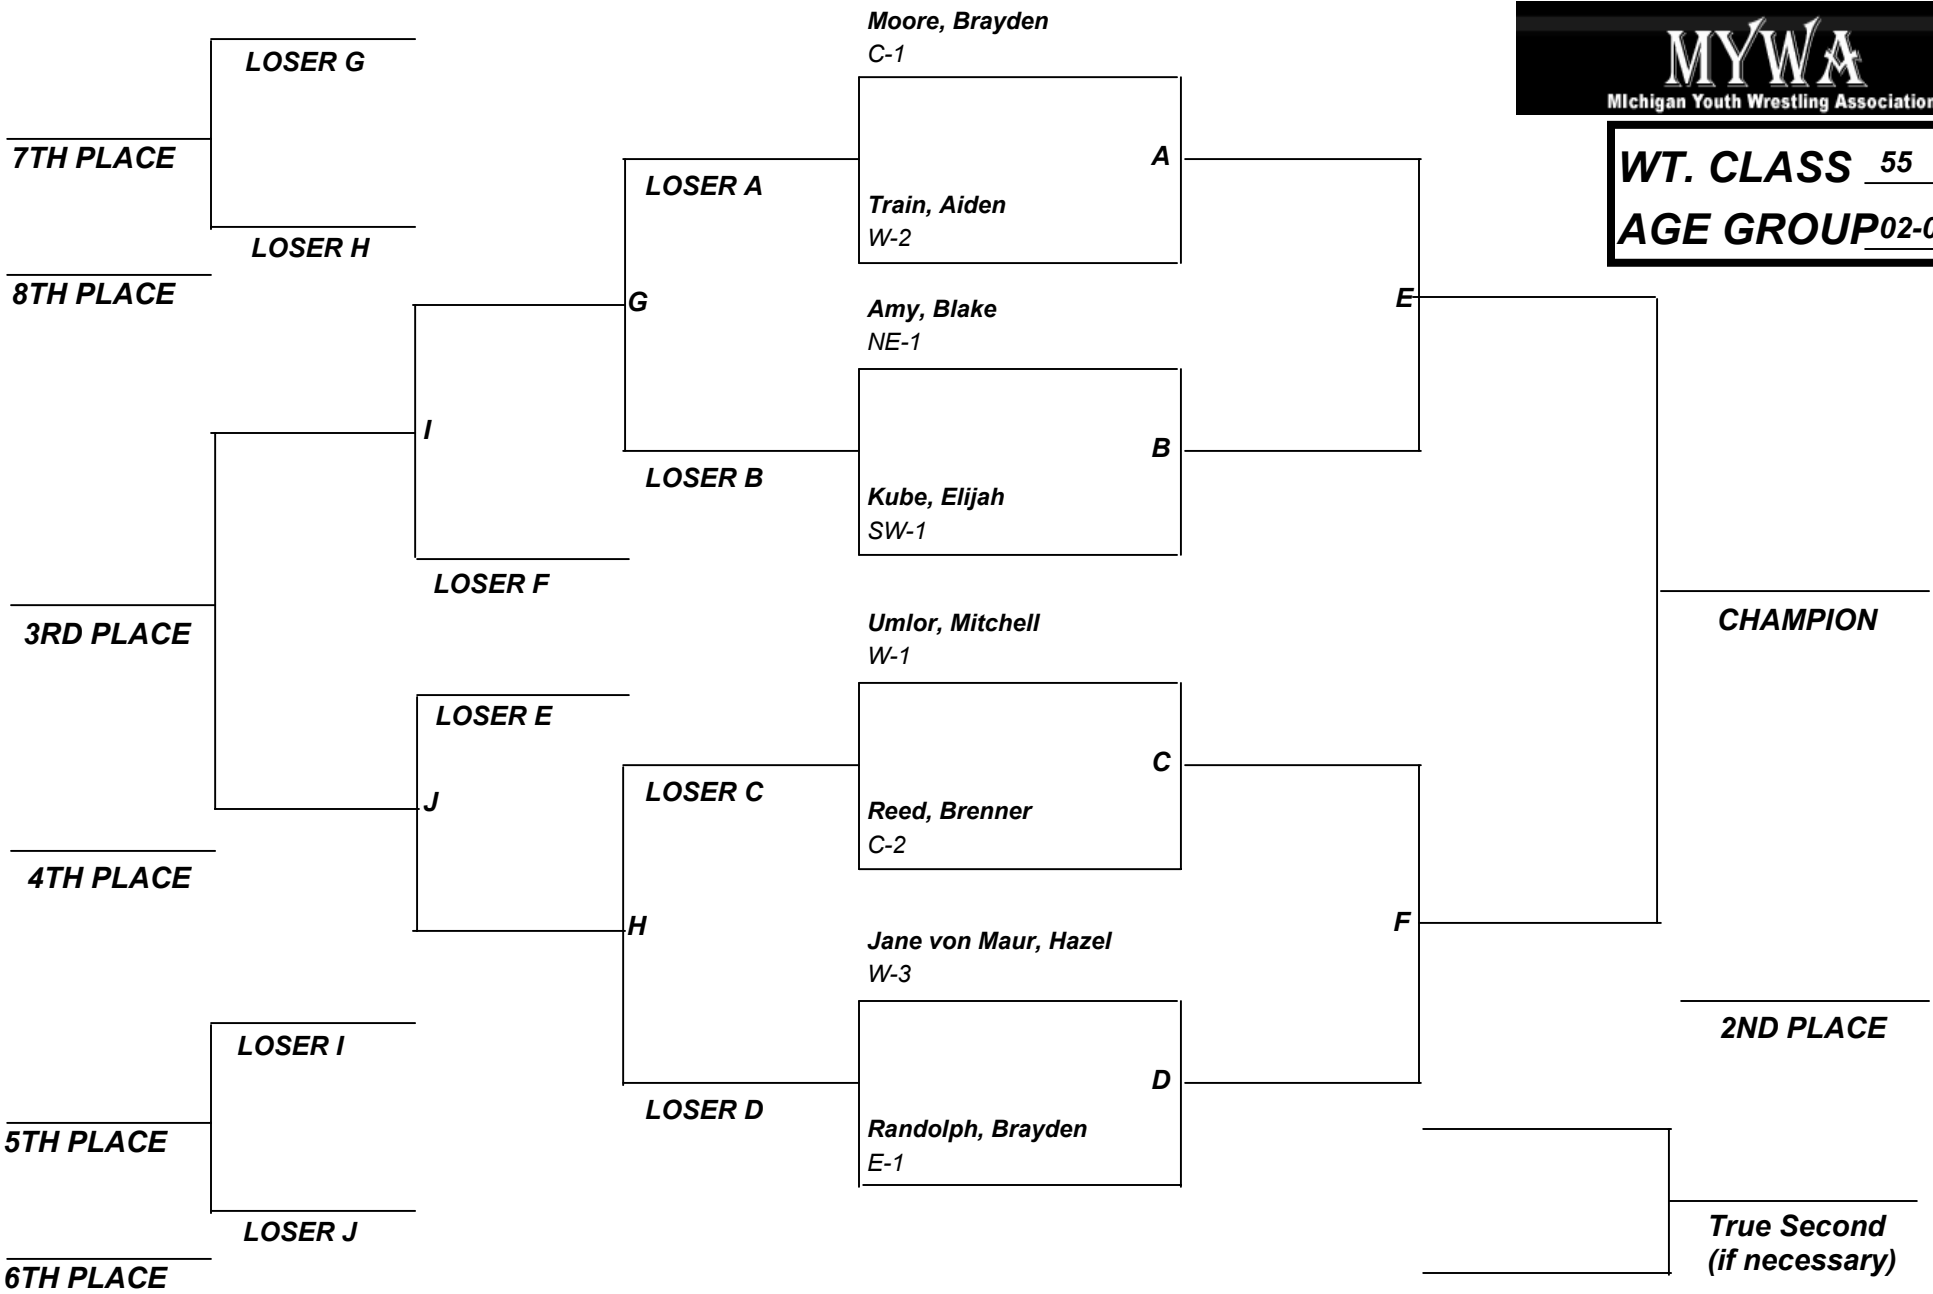 MYWA
MIchigan Youth Wrestling Association
WT. CLASS 55
AGE GROUP 02-0
LOSER G
7TH PLACE
LOSER H
8TH PLACE
I
LOSER F
3RD PLACE
LOSER E
J
4TH PLACE
LOSER I
5TH PLACE
LOSER J
6TH PLACE
LOSER A
G
LOSER B
LOSER C
H
LOSER D
Moore, Brayden
C-1
A
Train, Aiden
W-2
Amy, Blake
NE-1
B
Kube, Elijah
SW-1
Umlor, Mitchell
W-1
C
Reed, Brenner
C-2
Jane von Maur, Hazel
W-3
D
Randolph, Brayden
E-1
E
F
CHAMPION
2ND PLACE
True Second
(if necessary)